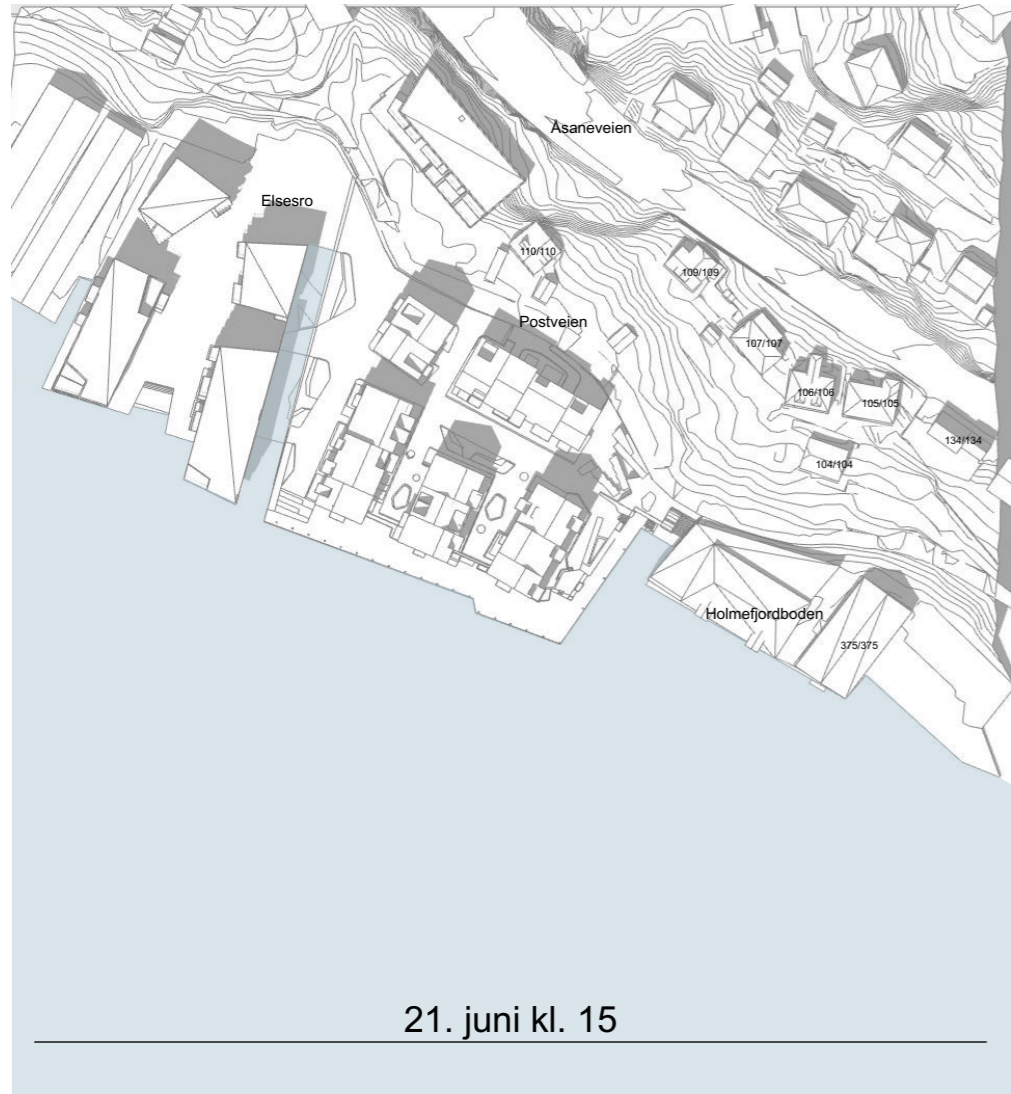 Åsaneveien
Elsesro
110/110
109/109
Postveien
107/107
106/106
105/105
134/134
104/104
Holmefjordboden
375/375
21. juni kl. 15